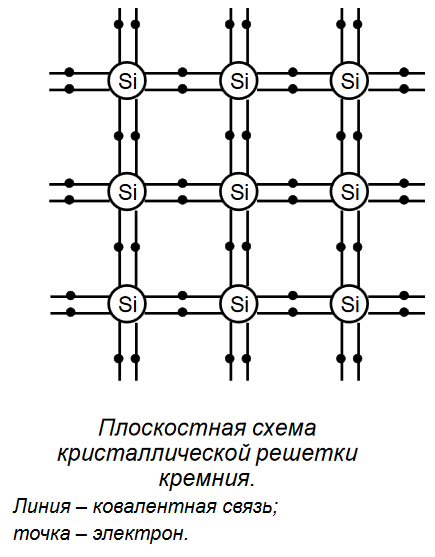 Si Si Si
Si Si Si
Si Si Si
Плоскостная схема
кристаллической решетки
кремния.
Линия – ковалентная связь;
точка – электрон.